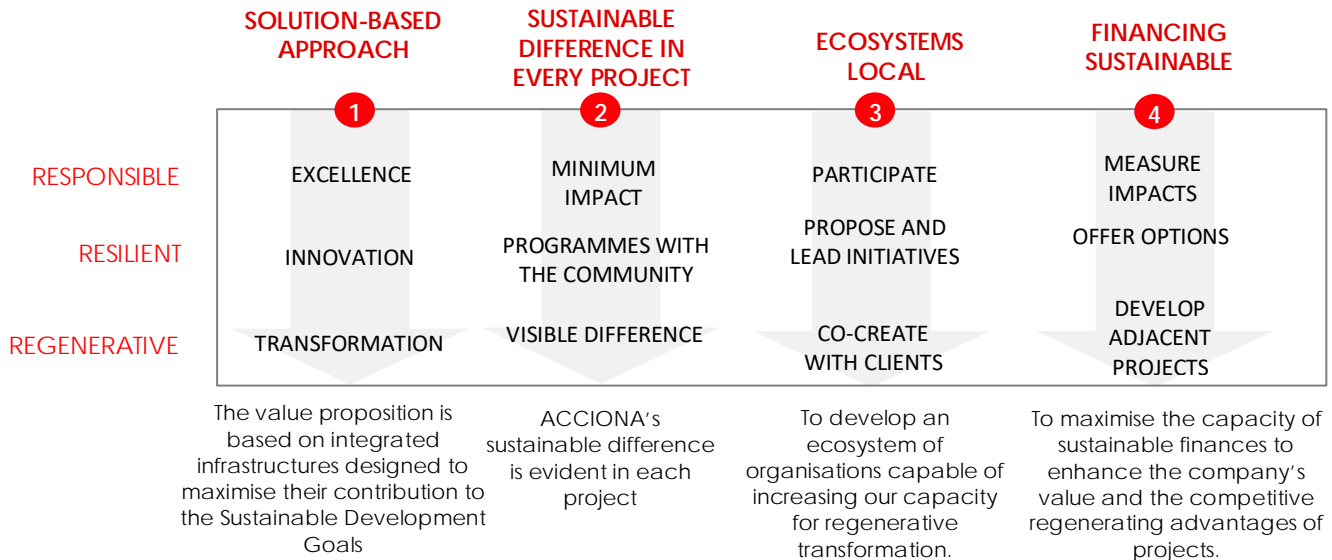 SOLUTION-BASED
APPROACH
SUSTAINABLE
DIFFERENCE IN
EVERY PROJECT
ECOSYSTEMS
LOCAL
FINANCING
SUSTAINABLE
1
2
3
4
RESPONSIBLE
EXCELLENCE
MINIMUM
IMPACT
PARTICIPATE
MEASURE
IMPACTS
RESILIENT
INNOVATION
PROGRAMMES WITH
THE COMMUNITY
PROPOSE AND
LEAD INITIATIVES
OFFER OPTIONS
REGENERATIVE
TRANSFORMATION
VISIBLE DIFFERENCE
CO-CREATE
WITH CLIENTS
DEVELOP
ADJACENT
PROJECTS
The value proposition is
based on integrated
infrastructures designed to
maximise their contribution to
the Sustainable Development
Goals
ACCIONA's
sustainable difference
is evident in each
project
To develop an
ecosystem of
organisations capable of
increasing our capacity
for regenerative
transformation.
To maximise the capacity of
sustainable finances to
enhance the company's
value and the competitive
regenerating advantages of
projects.